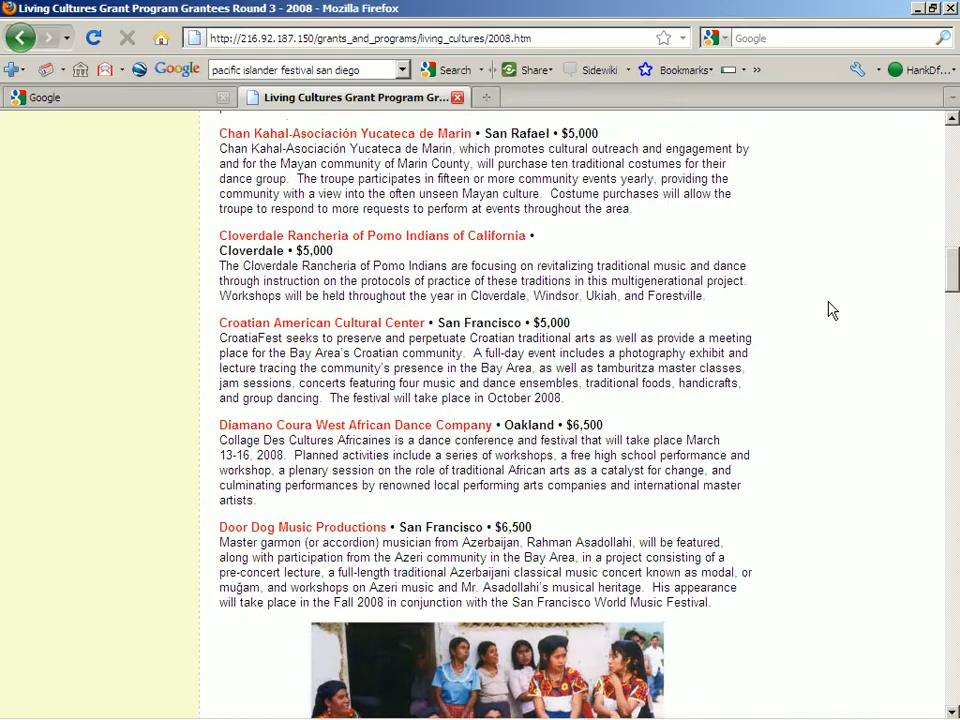 Living Cultures Grant Program Grantees Round 3 - 2008 - Mozilla Firefox
http://216.92.187.150/grants_and_programs/living_cultures/2008.htm
Google
Google
pacific islander festival san diego
Search
Share
Sidewiki
Bookmarks
»
HankDf...
Google
Living Cultures Grant Program Gr...
Chan Kahal-Asociación Yucateca de Marin • San Rafael • $5,000
Chan Kahal-Asociación Yucateca de Marin, which promotes cultural outreach and engagement by
and for the Mayan community of Marin County, will purchase ten traditional costumes for their
dance group. The troupe participates in fifteen or more community events yearly, providing the
community with a view into the often unseen Mayan culture. Costume purchases will allow the
troupe to respond to more requests to perform at events throughout the area.
Cloverdale Rancheria of Pomo Indians of California •
Cloverdale • $5,000
The Cloverdale Rancheria of Pomo Indians are focusing on revitalizing traditional music and dance
through instruction on the protocols of practice of these traditions in this multigenerational project.
Workshops will be held throughout the year in Cloverdale, Windsor, Ukiah, and Forestville.
Croatian American Cultural Center • San Francisco • $5,000
CroatiaFest seeks to preserve and perpetuate Croatian traditional arts as well as provide a meeting
place for the Bay Area's Croatian community. A full-day event includes a photography exhibit and
lecture tracing the community's presence in the Bay Area, as well as tamburitza master classes,
jam sessions, concerts featuring four music and dance ensembles, traditional foods, handicrafts,
and group dancing. The festival will take place in October 2008.
Diamano Coura West African Dance Company • Oakland • $6,500
Collage Des Cultures Africaines is a dance conference and festival that will take place March
13-16, 2008. Planned activities include a series of workshops, a free high school performance and
workshop, a plenary session on the role of traditional African arts as a catalyst for change, and
culminating performances by renowned local performing arts companies and international master
artists.
Door Dog Music Productions • San Francisco • $6,500
Master garmon (or accordion) musician from Azerbaijan, Rahman Asadollahi, will be featured,
along with participation from the Azeri community in the Bay Area, in a project consisting of a
pre-concert lecture, a full-length traditional Azerbaijani classical music concert known as modal, or
muğam, and workshops on Azeri music and Mr. Asadollahi's musical heritage. His appearance
will take place in the Fall 2008 in conjunction with the San Francisco World Music Festival.